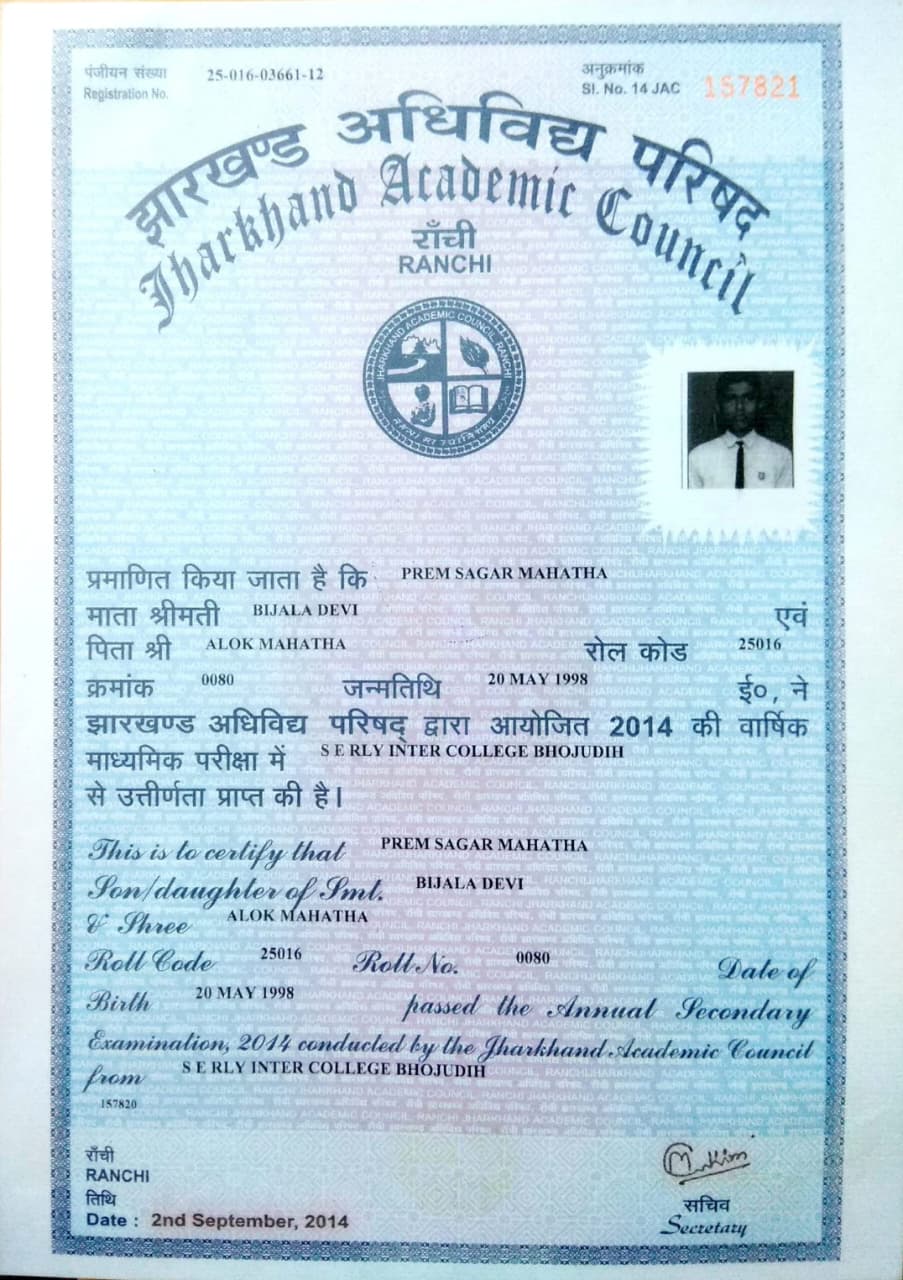 पंजीयन संख्या 25-016-03661-12
Registration No.
अनुक्रमांक
Sl. No. 14 JAC 157821
झारखण्ड अधिविद्य परिषद
Jharkhand Academic Council
राँची
RANCHI
JHARKHAND ACADEMIC COUNCIL, RANCHI
प्रमाणित किया जाता है कि PREM SAGAR MAHATHA
माता श्रीमती BIJALA DEVI एवं
पिता श्री ALOK MAHATHA रोल कोड 25016
क्रमांक 0080 जन्मतिथि 20 MAY 1998 ई०, ने
झारखण्ड अधिविद्य परिषद् द्वारा आयोजित 2014 की वार्षिक
माध्यमिक परीक्षा में S E RLY INTER COLLEGE BHOJUDIH
से उत्तीर्णता प्राप्त की है।
This is to certify that PREM SAGAR MAHATHA
Son/daughter of Smt. BIJALA DEVI
& Shree ALOK MAHATHA
Roll Code 25016 Roll No. 0080 Date of
Birth 20 MAY 1998 passed the Annual Secondary
Examination, 2014 conducted by the Jharkhand Academic Council
from S E RLY INTER COLLEGE BHOJUDIH
157820
राँची
RANCHI
तिथि
Date : 2nd September, 2014
सचिव
Secretary